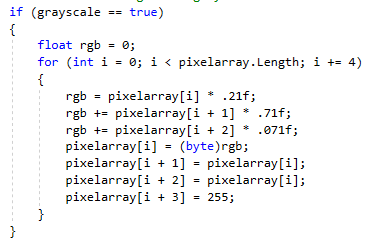 if (grayscale == true)
{
float rgb = 0;
for (int i = 0; i < pixelarray.Length; i += 4)
{
rgb = pixelarray[i] * .21f;
rgb += pixelarray[i + 1] * .71f;
rgb += pixelarray[i + 2] * .071f;
pixelarray[i] = (byte)rgb;
pixelarray[i + 1] = pixelarray[i];
pixelarray[i + 2] = pixelarray[i];
pixelarray[i + 3] = 255;
}
}